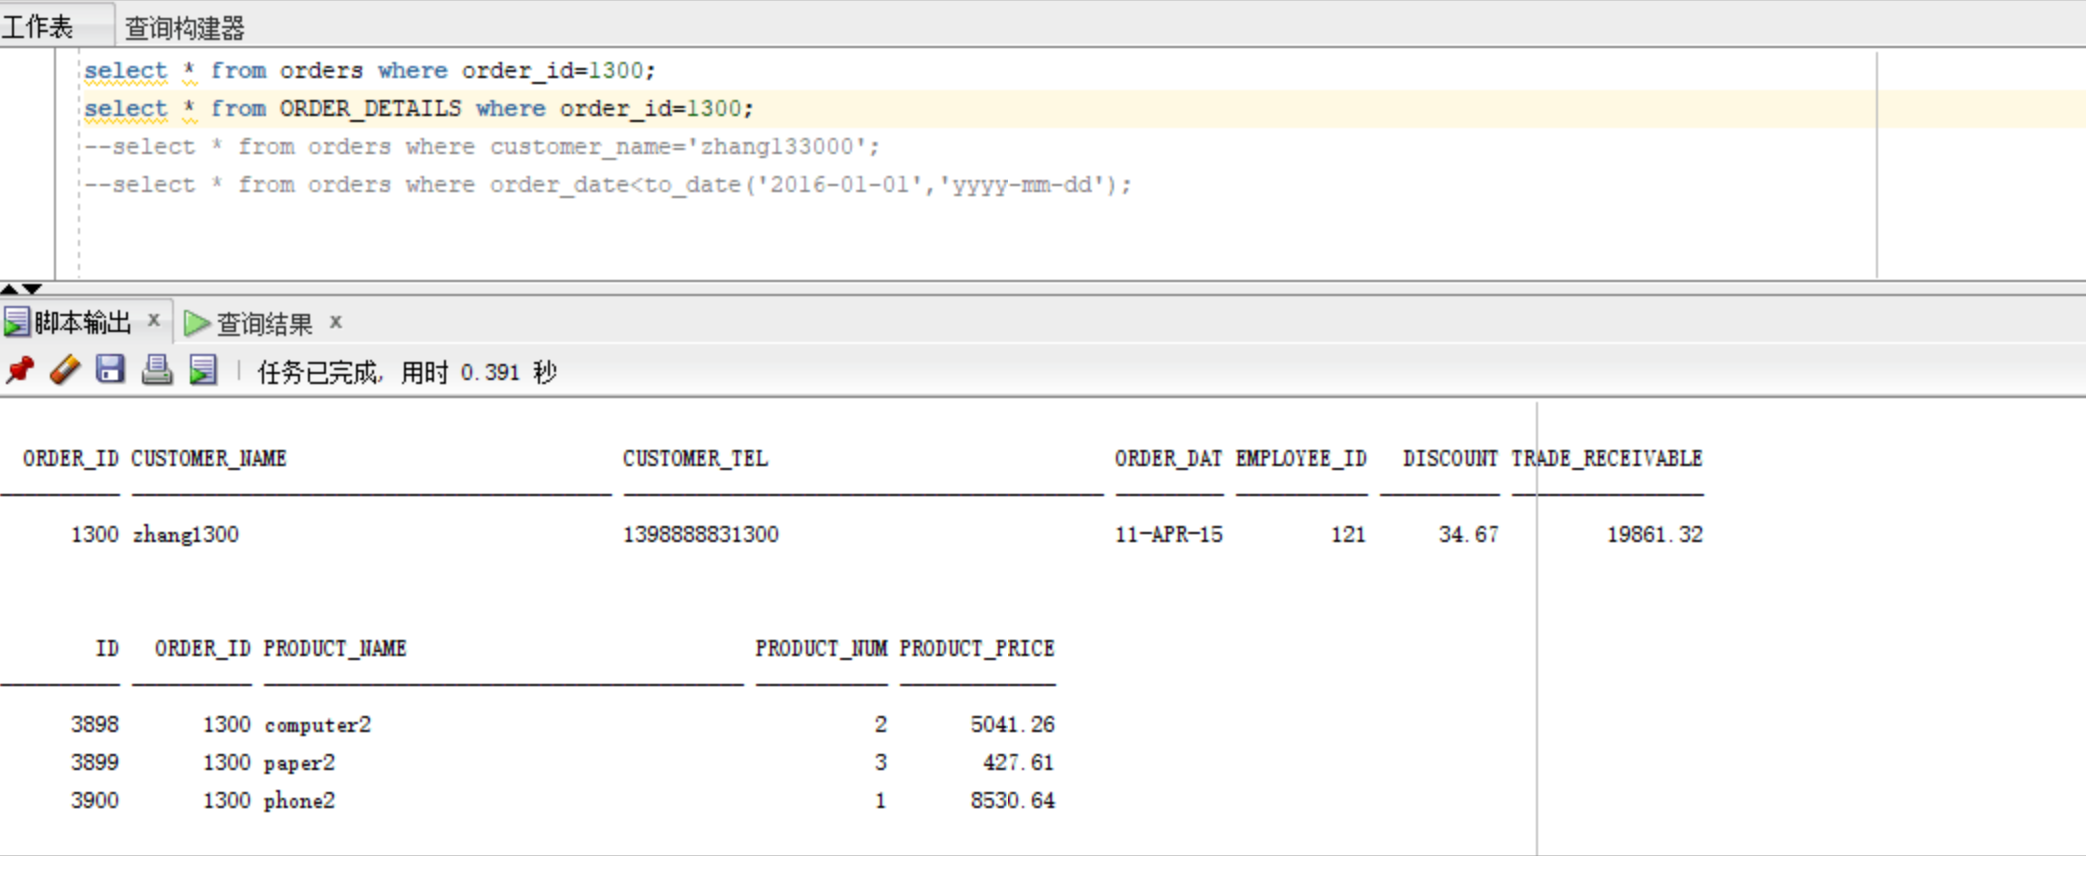 工作表 查询构建器
select * from orders where order_id=1300;
select * from ORDER_DETAILS where order_id=1300;
--select * from orders where customer_name='zhang133000';
--select * from orders where order_date<to_date('2016-01-01','yyyy-mm-dd');
脚本输出 x 查询结果 x
任务已完成, 用时 0.391 秒
ORDER_ID CUSTOMER_NAME CUSTOMER_TEL ORDER_DAT EMPLOYEE_ID DISCOUNT TRADE_RECEIVABLE
1300 zhang1300 1398888831300 11-APR-15 121 34.67 19861.32
ID ORDER_ID PRODUCT_NAME PRODUCT_NUM PRODUCT_PRICE
3898 1300 computer2 2 5041.26
3899 1300 paper2 3 427.61
3900 1300 phone2 1 8530.64